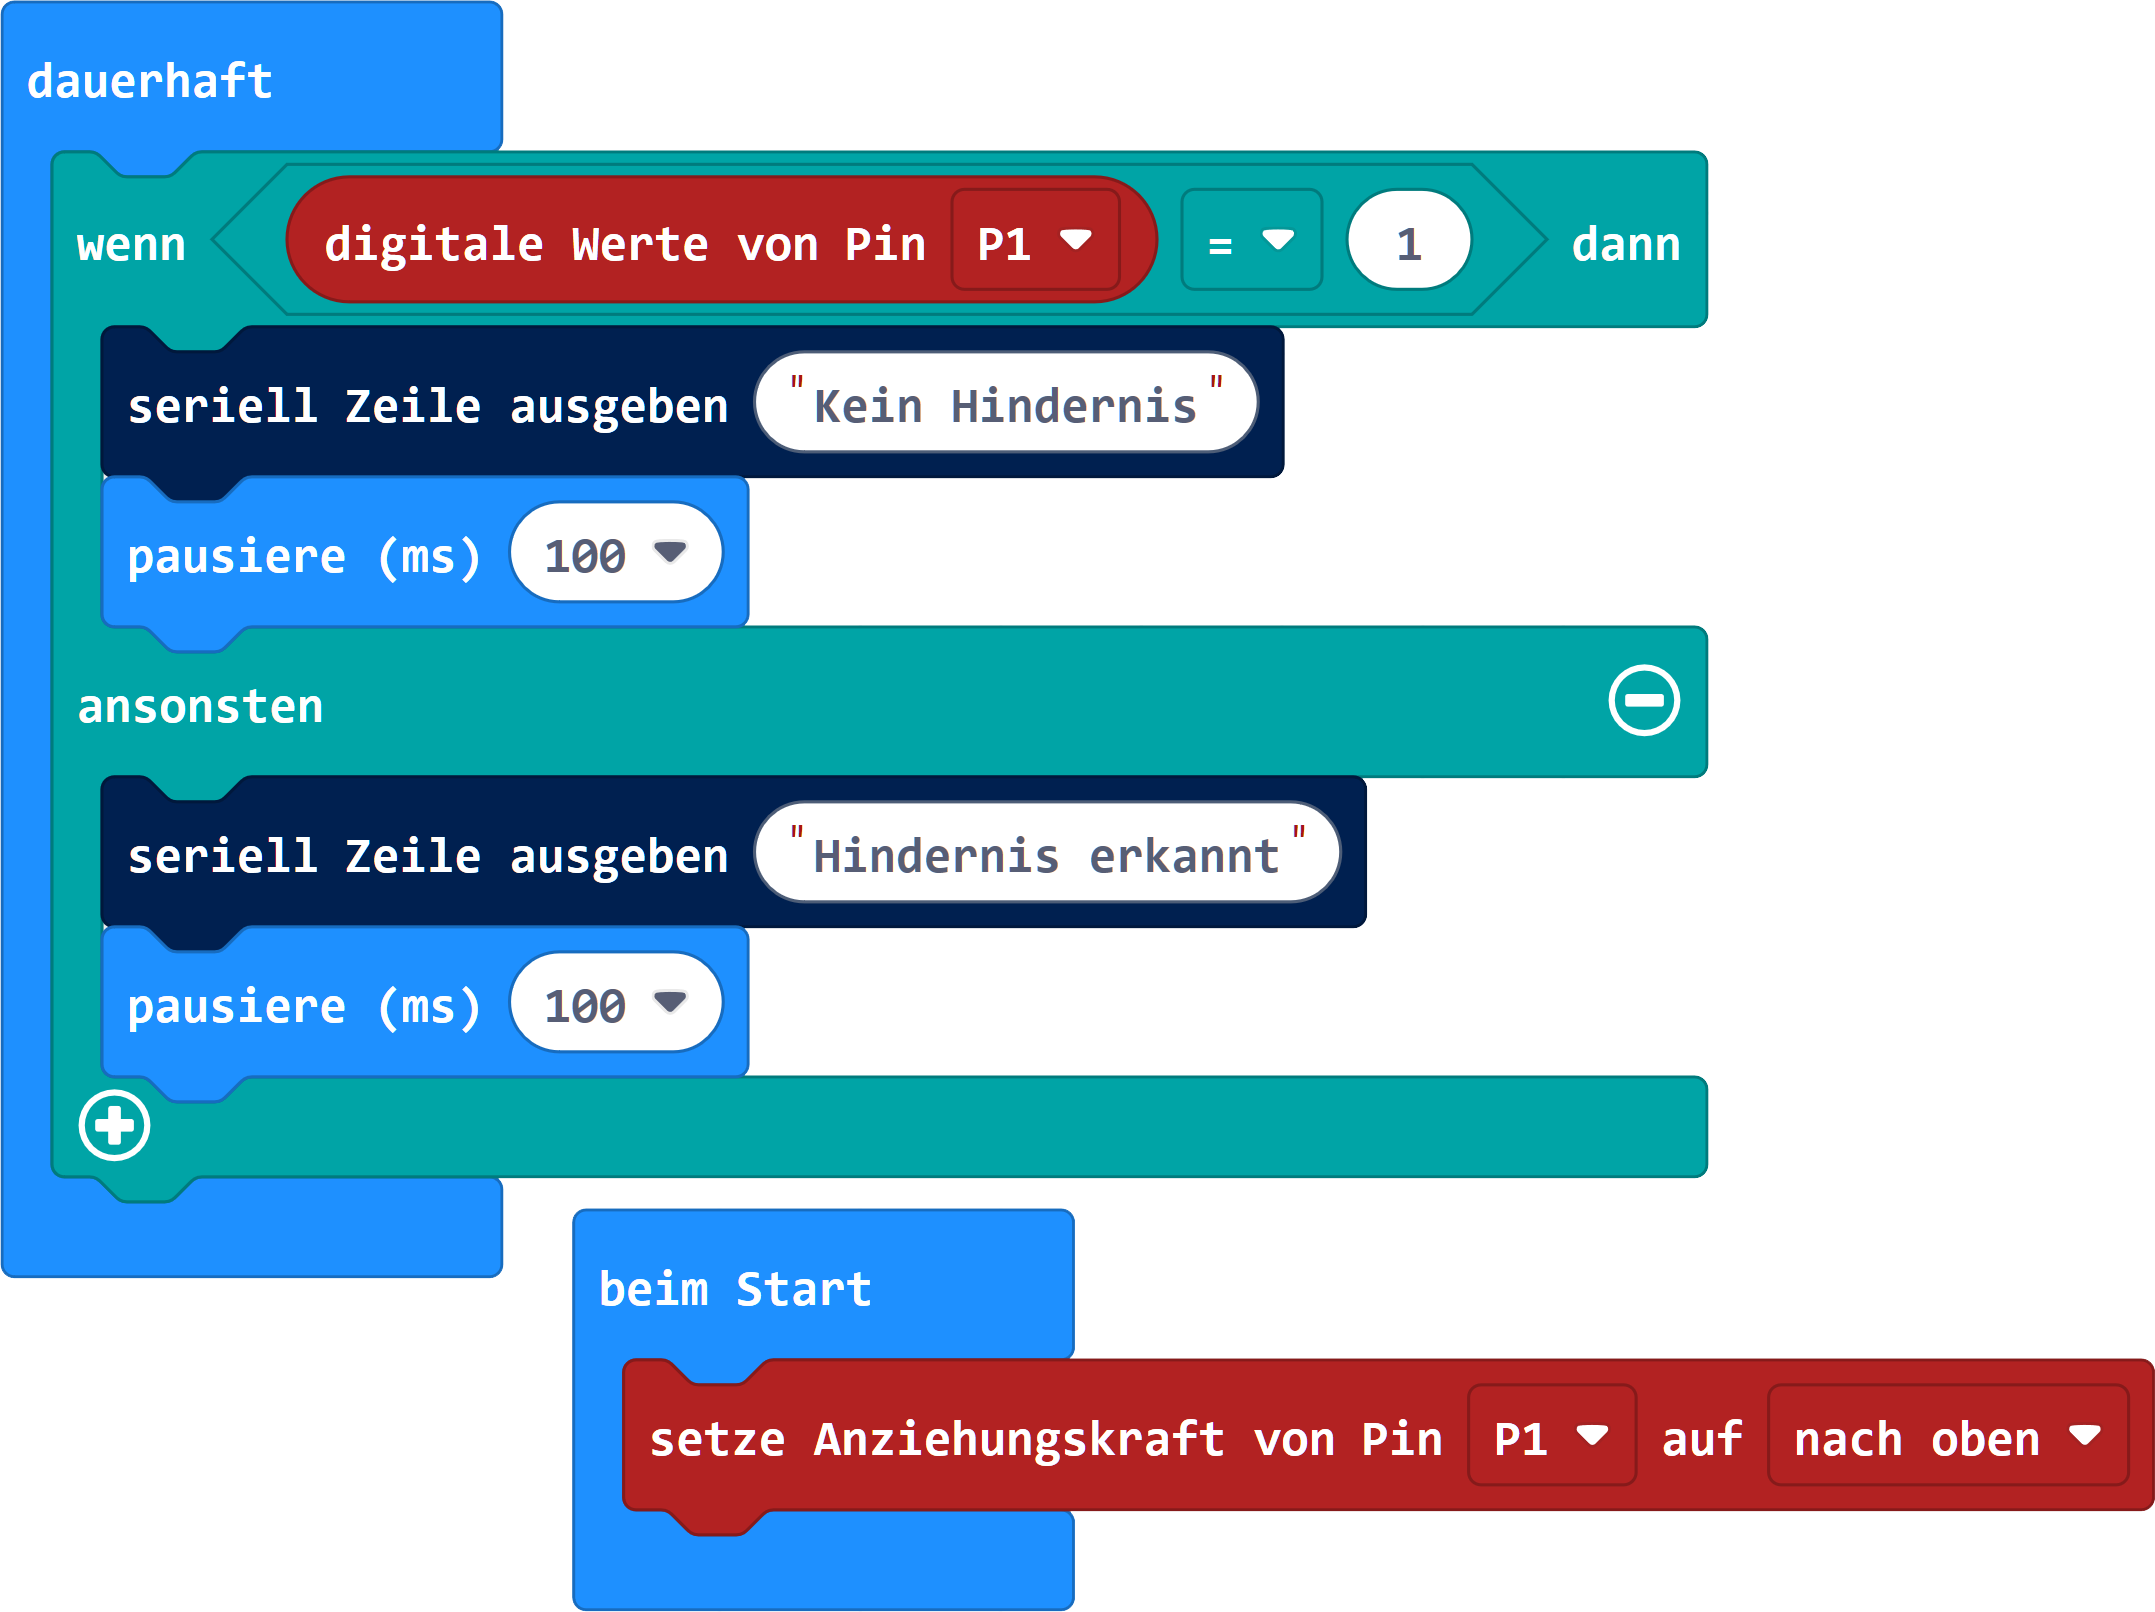 dauerhaft
wenn digitale Werte von Pin P1 = 1 dann
seriell Zeile ausgeben "Kein Hindernis"
pausiere (ms) 100
ansonsten
seriell Zeile ausgeben "Hindernis erkannt"
pausiere (ms) 100
beim Start
setze Anziehungskraft von Pin P1 auf nach oben